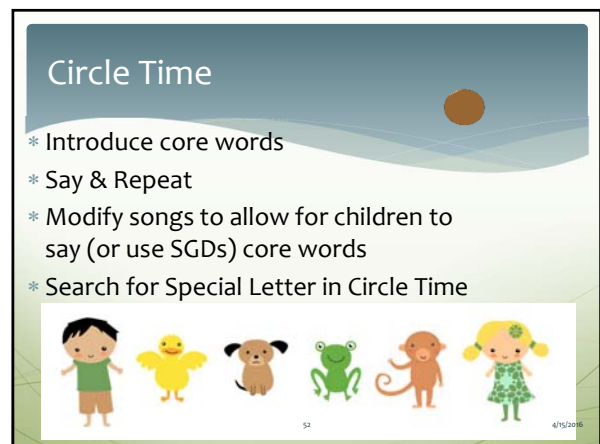 Circle Time
* Introduce core words
* Say & Repeat
* Modify songs to allow for children to
say (or use SGDs) core words
* Search for Special Letter in Circle Time
52
4/15/2016